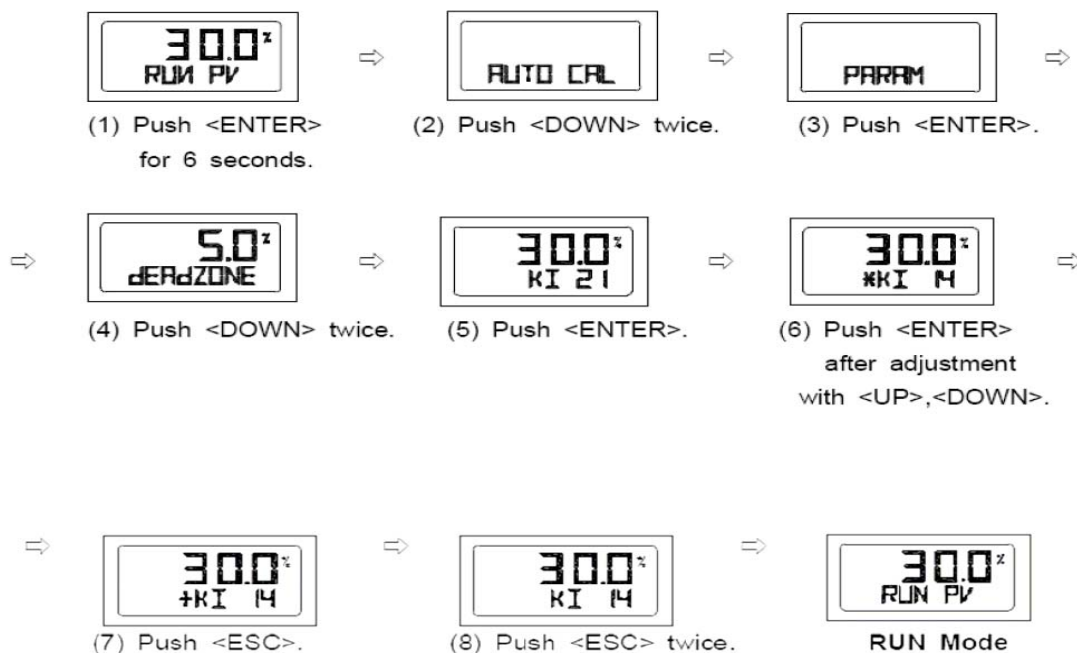 30.0%
RUN PV
⇨
AUTO CAL
⇨
PARAM
⇨
(1) Push <ENTER>
for 6 seconds.
(2) Push <DOWN> twice.
(3) Push <ENTER>.
⇨
5.0%
dEAdZONE
⇨
30.0%
KI 21
⇨
30.0%
*KI 14
⇨
(4) Push <DOWN> twice.
(5) Push <ENTER>.
(6) Push <ENTER>
after adjustment
with <UP>,<DOWN>.
⇨
30.0%
+KI 14
⇨
30.0%
KI 14
⇨
30.0%
RUN PV
(7) Push <ESC>.
(8) Push <ESC> twice.
RUN Mode